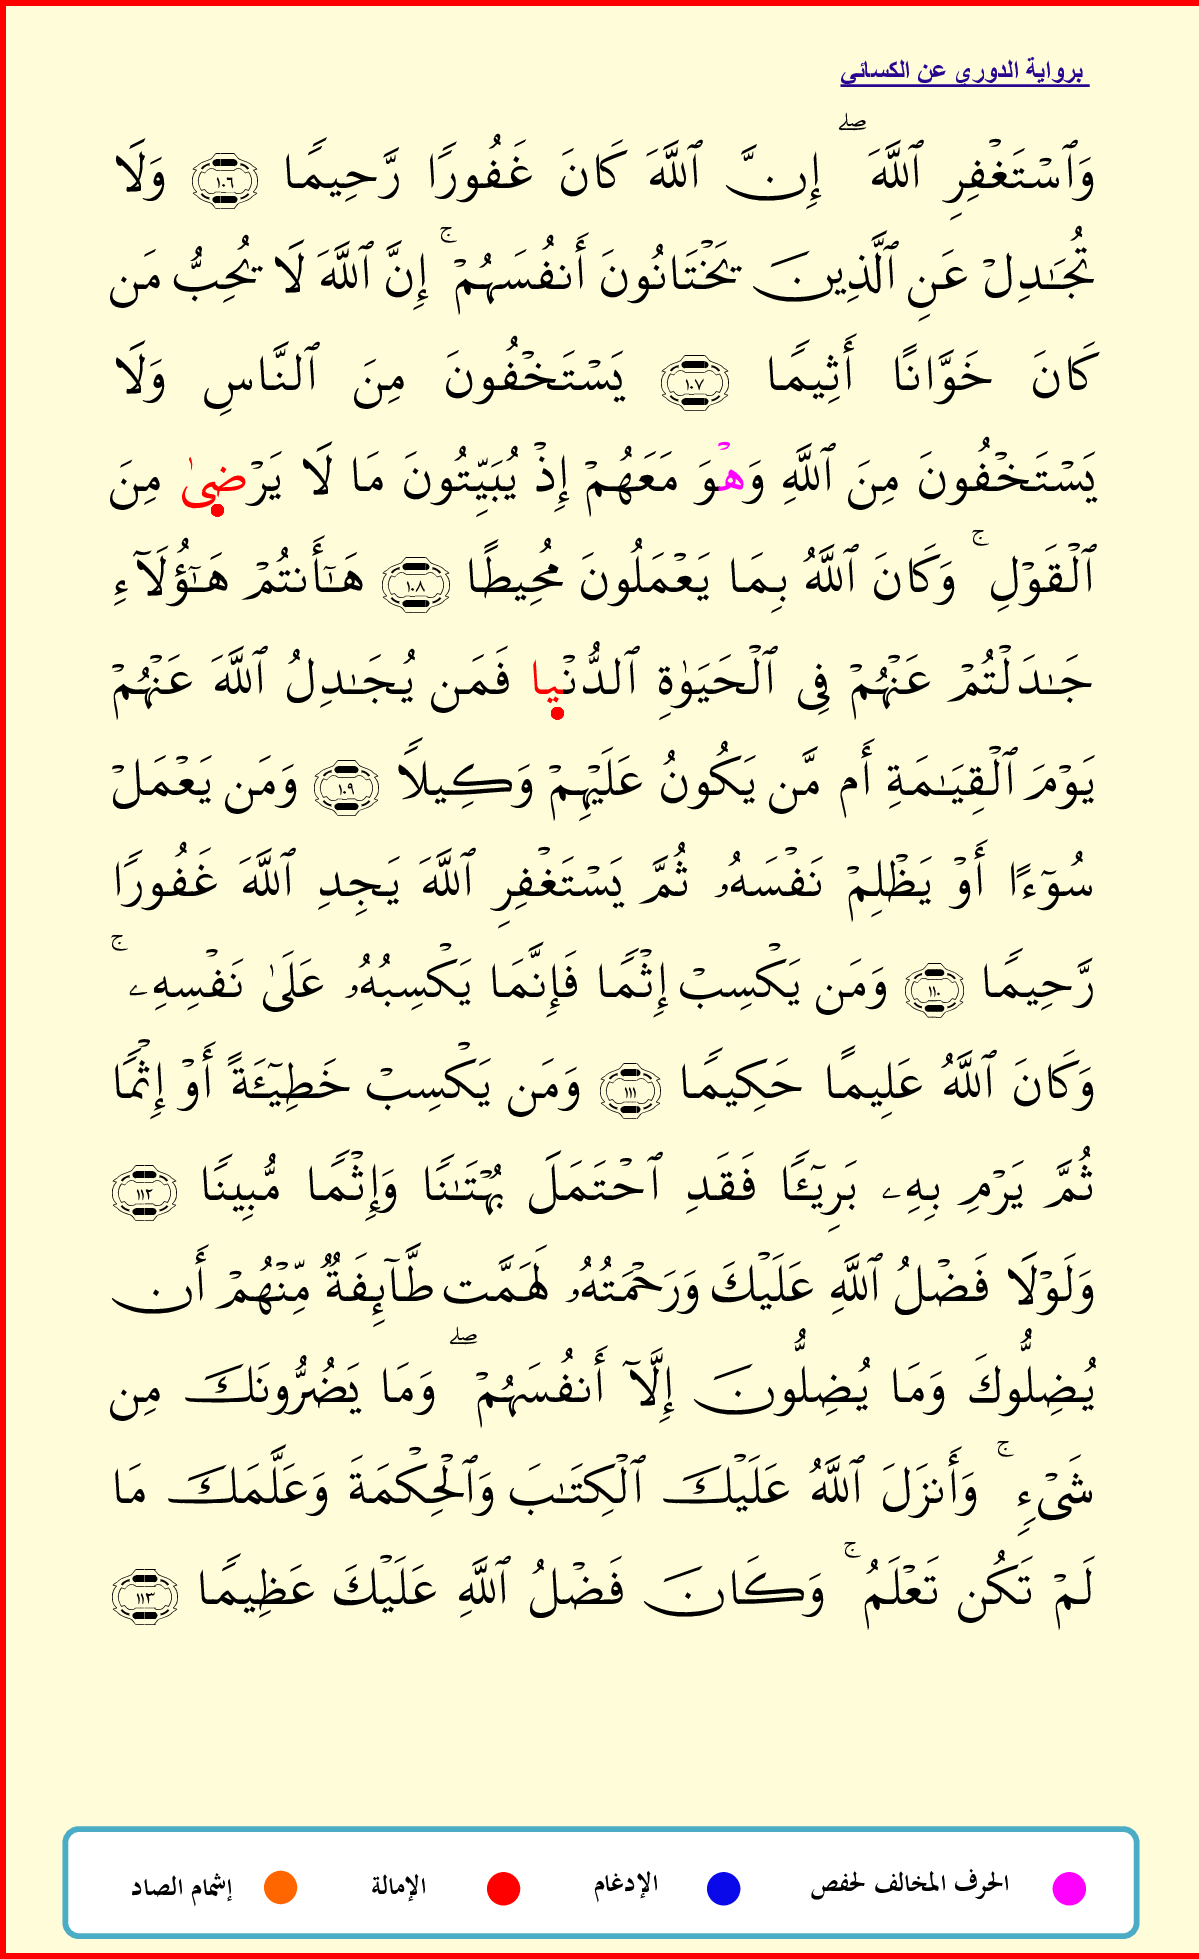 برواية الدوري عن الكسائي
وَٱسْتَغْفِرِ ٱللَّهَ ۖ إِنَّ ٱللَّهَ كَانَ غَفُورًا رَّحِيمًا ١٠٦ وَلَا
تُجَـٰدِلْ عَنِ ٱلَّذِينَ يَخْتَانُونَ أَنفُسَهُمْ ۚ إِنَّ ٱللَّهَ لَا يُحِبُّ مَن
كَانَ خَوَّانًا أَثِيمًا ١٠٧ يَسْتَخْفُونَ مِنَ ٱلنَّاسِ وَلَا
يَسْتَخْفُونَ مِنَ ٱللَّهِ وَهْوَ مَعَهُمْ إِذْ يُبَيِّتُونَ مَا لَا يَرْضىٰ مِنَ
ٱلْقَوْلِ ۚ وَكَانَ ٱللَّهُ بِمَا يَعْمَلُونَ مُحِيطًا ١٠٨ هَـٰٓأَنتُمْ هَـٰٓؤُلَآءِ
جَـٰدَلْتُمْ عَنْهُمْ فِى ٱلْحَيَوٰةِ ٱلدُّنْيا فَمَن يُجَـٰدِلُ ٱللَّهَ عَنْهُمْ
يَوْمَ ٱلْقِيَـٰمَةِ أَم مَّن يَكُونُ عَلَيْهِمْ وَكِيلًا ١٠٩ وَمَن يَعْمَلْ
سُوٓءًا أَوْ يَظْلِمْ نَفْسَهُۥ ثُمَّ يَسْتَغْفِرِ ٱللَّهَ يَجِدِ ٱللَّهَ غَفُورًا
رَّحِيمًا ١١٠ وَمَن يَكْسِبْ إِثْمًا فَإِنَّمَا يَكْسِبُهُۥ عَلَىٰ نَفْسِهِۦ ۚ
وَكَانَ ٱللَّهُ عَلِيمًا حَكِيمًا ١١١ وَمَن يَكْسِبْ خَطِيٓـَٔةً أَوْ إِثْمًا
ثُمَّ يَرْمِ بِهِۦ بَرِيٓـًٔا فَقَدِ ٱحْتَمَلَ بُهْتَـٰنًا وَإِثْمًا مُّبِينًا ١١٢
وَلَوْلَا فَضْلُ ٱللَّهِ عَلَيْكَ وَرَحْمَتُهُۥ لَهَمَّت طَّآئِفَةٌ مِّنْهُمْ أَن
يُضِلُّوكَ وَمَا يُضِلُّونَ إِلَّآ أَنفُسَهُمْ ۖ وَمَا يَضُرُّونَكَ مِن
شَىْءٍ ۚ وَأَنزَلَ ٱللَّهُ عَلَيْكَ ٱلْكِتَـٰبَ وَٱلْحِكْمَةَ وَعَلَّمَكَ مَا
لَمْ تَكُن تَعْلَمُ ۚ وَكَانَ فَضْلُ ٱللَّهِ عَلَيْكَ عَظِيمًا ١١٣
الحرف المخالف لحفص الإدغام الإمالة إشمام الصاد